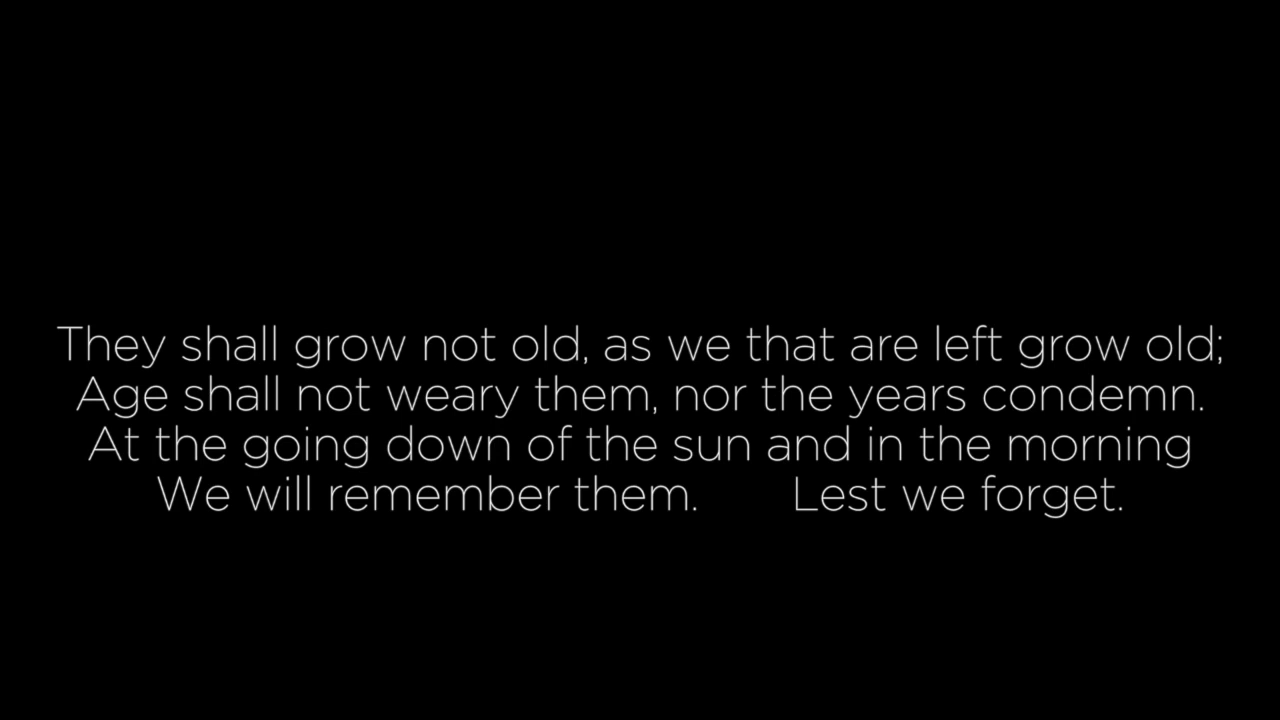 They shall grow not old, as we that are left grow old;
Age shall not weary them, nor the years condemn.
At the going down of the sun and in the morning
We will remember them. Lest we forget.